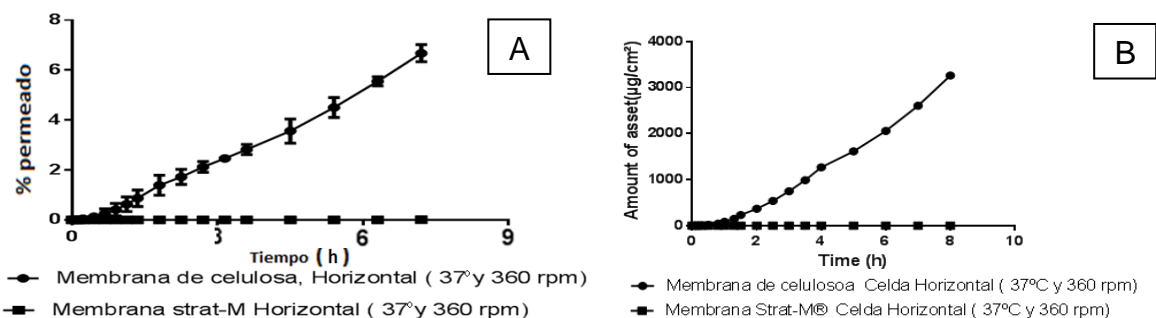 A
% permeado
8
6
4
2
0
0 3 6 9
Tiempo ( h )
Membrana de celulosa, Horizontal ( 37°y 360 rpm)
Membrana strat-M Horizontal ( 37°y 360 rpm)
B
Amount of asset(µg/cm²)
4000
3000
2000
1000
0
0 2 4 6 8 10
Time (h)
Membrana de celulosoa Celda Horizontal ( 37ºC y 360 rpm)
Membrana Strat-M® Celda Horizontal ( 37ºC y 360 rpm)